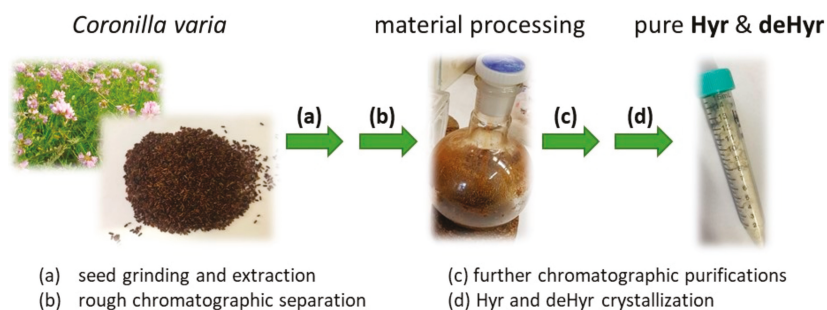 Coronilla varia
material processing
pure Hyr & deHyr
(a)
(b)
(c)
(d)
(a) seed grinding and extraction
(b) rough chromatographic separation
(c) further chromatographic purifications
(d) Hyr and deHyr crystallization